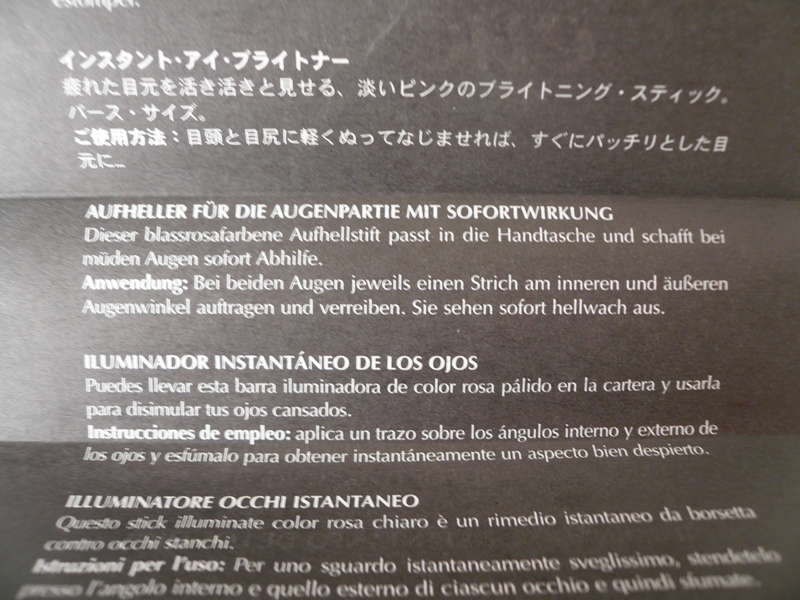 estomper.
インスタント・アイ・ブライトナー
疲れた目元を活き活きと見せる、淡いピンクのブライトニング・スティック。
パース・サイズ。
ご使用方法：目頭と目尻に軽くぬってなじませれば、すぐにパッチリとした目
元に...
AUFHELLER FÜR DIE AUGENPARTIE MIT SOFORTWIRKUNG
Dieser blassrosafarbene Aufhellstift passt in die Handtasche und schafft bei
müden Augen sofort Abhilfe.
Anwendung: Bei beiden Augen jeweils einen Strich am inneren und äußeren
Augenwinkel auftragen und verreiben. Sie sehen sofort hellwach aus.
ILUMINADOR INSTANTÁNEO DE LOS OJOS
Puedes llevar esta barra iluminadora de color rosa pálido en la cartera y usarla
para disimular tus ojos cansados.
Instrucciones de empleo: aplica un trazo sobre los ángulos interno y externo de
los ojos y esfúmalo para obtener instantáneamente un aspecto bien despierto.
ILLUMINATORE OCCHI ISTANTANEO
Questo stick illuminate color rosa chiaro è un rimedio istantaneo da borsetta
contro occhi stanchi.
Istruzioni per l'uso: Per uno sguardo istantaneamente sveglissimo, stendetelo
presso l'angolo interno e quello esterno di ciascun occhio e quindi sfumate.